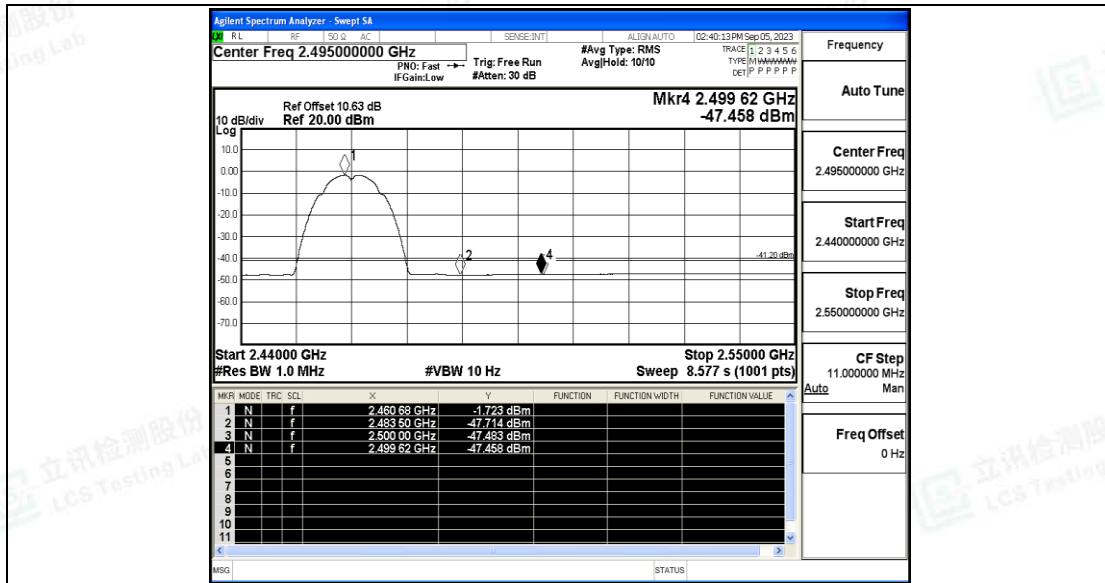 Agilent Spectrum Analyzer - Swept SA
RL RF 50 Ω AC SENSE:INT ALIGN AUTO 02:40:13 PM Sep 05, 2023
Center Freq 2.495000000 GHz
#Avg Type: RMS
TRACE 1 2 3 4 5 6
PNO: Fast Trig: Free Run Avg|Hold: 10/10
TYPE M WWWWW
IFGain:Low #Atten: 30 dB
DET P P P P P P
Ref Offset 10.63 dB
Mkr4 2.499 62 GHz
10 dB/div Ref 20.00 dBm
-47.458 dBm
Log
10.0
0.00
-10.0
-20.0
-30.0
-40.0
-50.0
-60.0
-70.0
1
2
4
-41.20 dBm
Start 2.44000 GHz Stop 2.55000 GHz
#Res BW 1.0 MHz #VBW 10 Hz Sweep 8.577 s (1001 pts)
MKR MODE TRC SCL X Y FUNCTION FUNCTION WIDTH FUNCTION VALUE
1 N f 2.460 68 GHz -1.723 dBm
2 N f 2.483 50 GHz -47.714 dBm
3 N f 2.500 00 GHz -47.483 dBm
4 N f 2.499 62 GHz -47.458 dBm
5
6
7
8
9
10
11
MSG STATUS
Frequency
Auto Tune
Center Freq
2.495000000 GHz
Start Freq
2.440000000 GHz
Stop Freq
2.550000000 GHz
CF Step
11.000000 MHz
Auto Man
Freq Offset
0 Hz
立讯检测股份
LCS Testing Lab
立讯检测股
LCS Testing